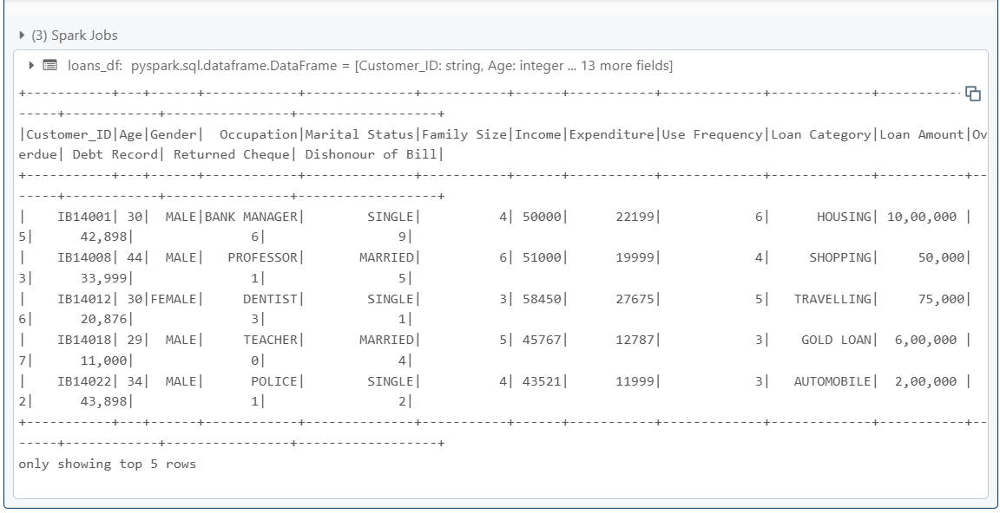 (3) Spark Jobs
loans_df: pyspark.sql.dataframe.DataFrame = [Customer_ID: string, Age: integer ... 13 more fields]
+-----------+---+------+------------+--------------+-----------+------+-----------+-------------+-------------+-----------
-----+------------+----------------+------------------+
|Customer_ID|Age|Gender|  Occupation|Marital Status|Family Size|Income|Expenditure|Use Frequency|Loan Category|Loan Amount|Ov
erdue| Debt Record| Returned Cheque| Dishonour of Bill|
+-----------+---+------+------------+--------------+-----------+------+-----------+-------------+-------------+-----------+--
-----+------------+----------------+------------------+
|    IB14001| 30|  MALE|BANK MANAGER|        SINGLE|          4| 50000|      22199|            6|      HOUSING| 10,00,000 |
5|      42,898|               6|                 9|
|    IB14008| 44|  MALE|   PROFESSOR|       MARRIED|          6| 51000|      19999|            4|     SHOPPING|     50,000|
3|      33,999|               1|                 5|
|    IB14012| 30|FEMALE|     DENTIST|        SINGLE|          3| 58450|      27675|            5|   TRAVELLING|     75,000|
6|      20,876|               3|                 1|
|    IB14018| 29|  MALE|     TEACHER|       MARRIED|          5| 45767|      12787|            3|    GOLD LOAN|  6,00,000 |
7|      11,000|               0|                 4|
|    IB14022| 34|  MALE|      POLICE|        SINGLE|          4| 43521|      11999|            3|   AUTOMOBILE|  2,00,000 |
2|      43,898|               1|                 2|
+-----------+---+------+------------+--------------+-----------+------+-----------+-------------+-------------+-----------+--
-----+------------+----------------+------------------+
only showing top 5 rows